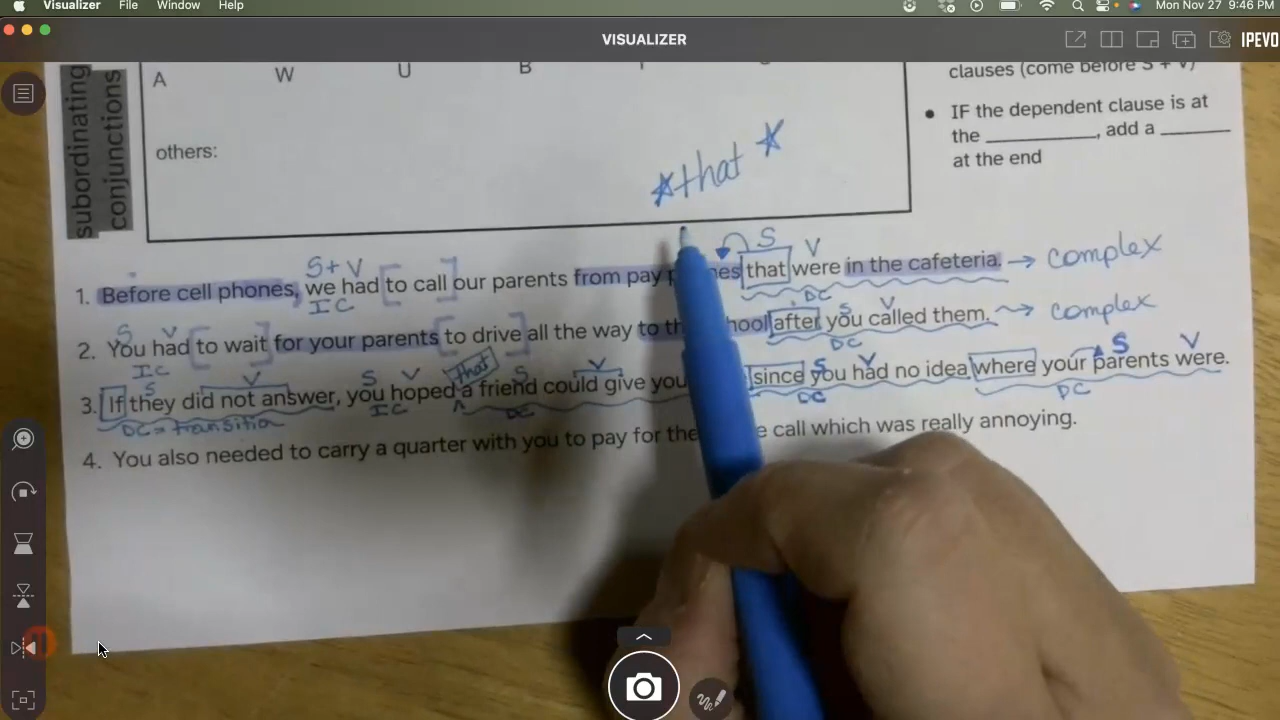 Visualizer File Window Help Mon Nov 27 9:46 PM
VISUALIZER
IPEVO
A W U B
clauses (come before S + V)
subordinating
conjunctions
others:
*that*
IF the dependent clause is at
the __________, add a ______
at the end
S+V S V
1. Before cell phones, we had [to call] our parents from pay that were in the cafeteria. → complex
IC DC
S V S V
2. You had [to wait] for your parents [to drive] all the way to after you called them. → complex
IC DC
that
S V S V S V S V S V
3. If they did not answer, you hoped a friend could give you since you had no idea where your parents were.
DC = transition IC DC DC DC
4. You also needed to carry a quarter with you to pay for the call which was really annoying.